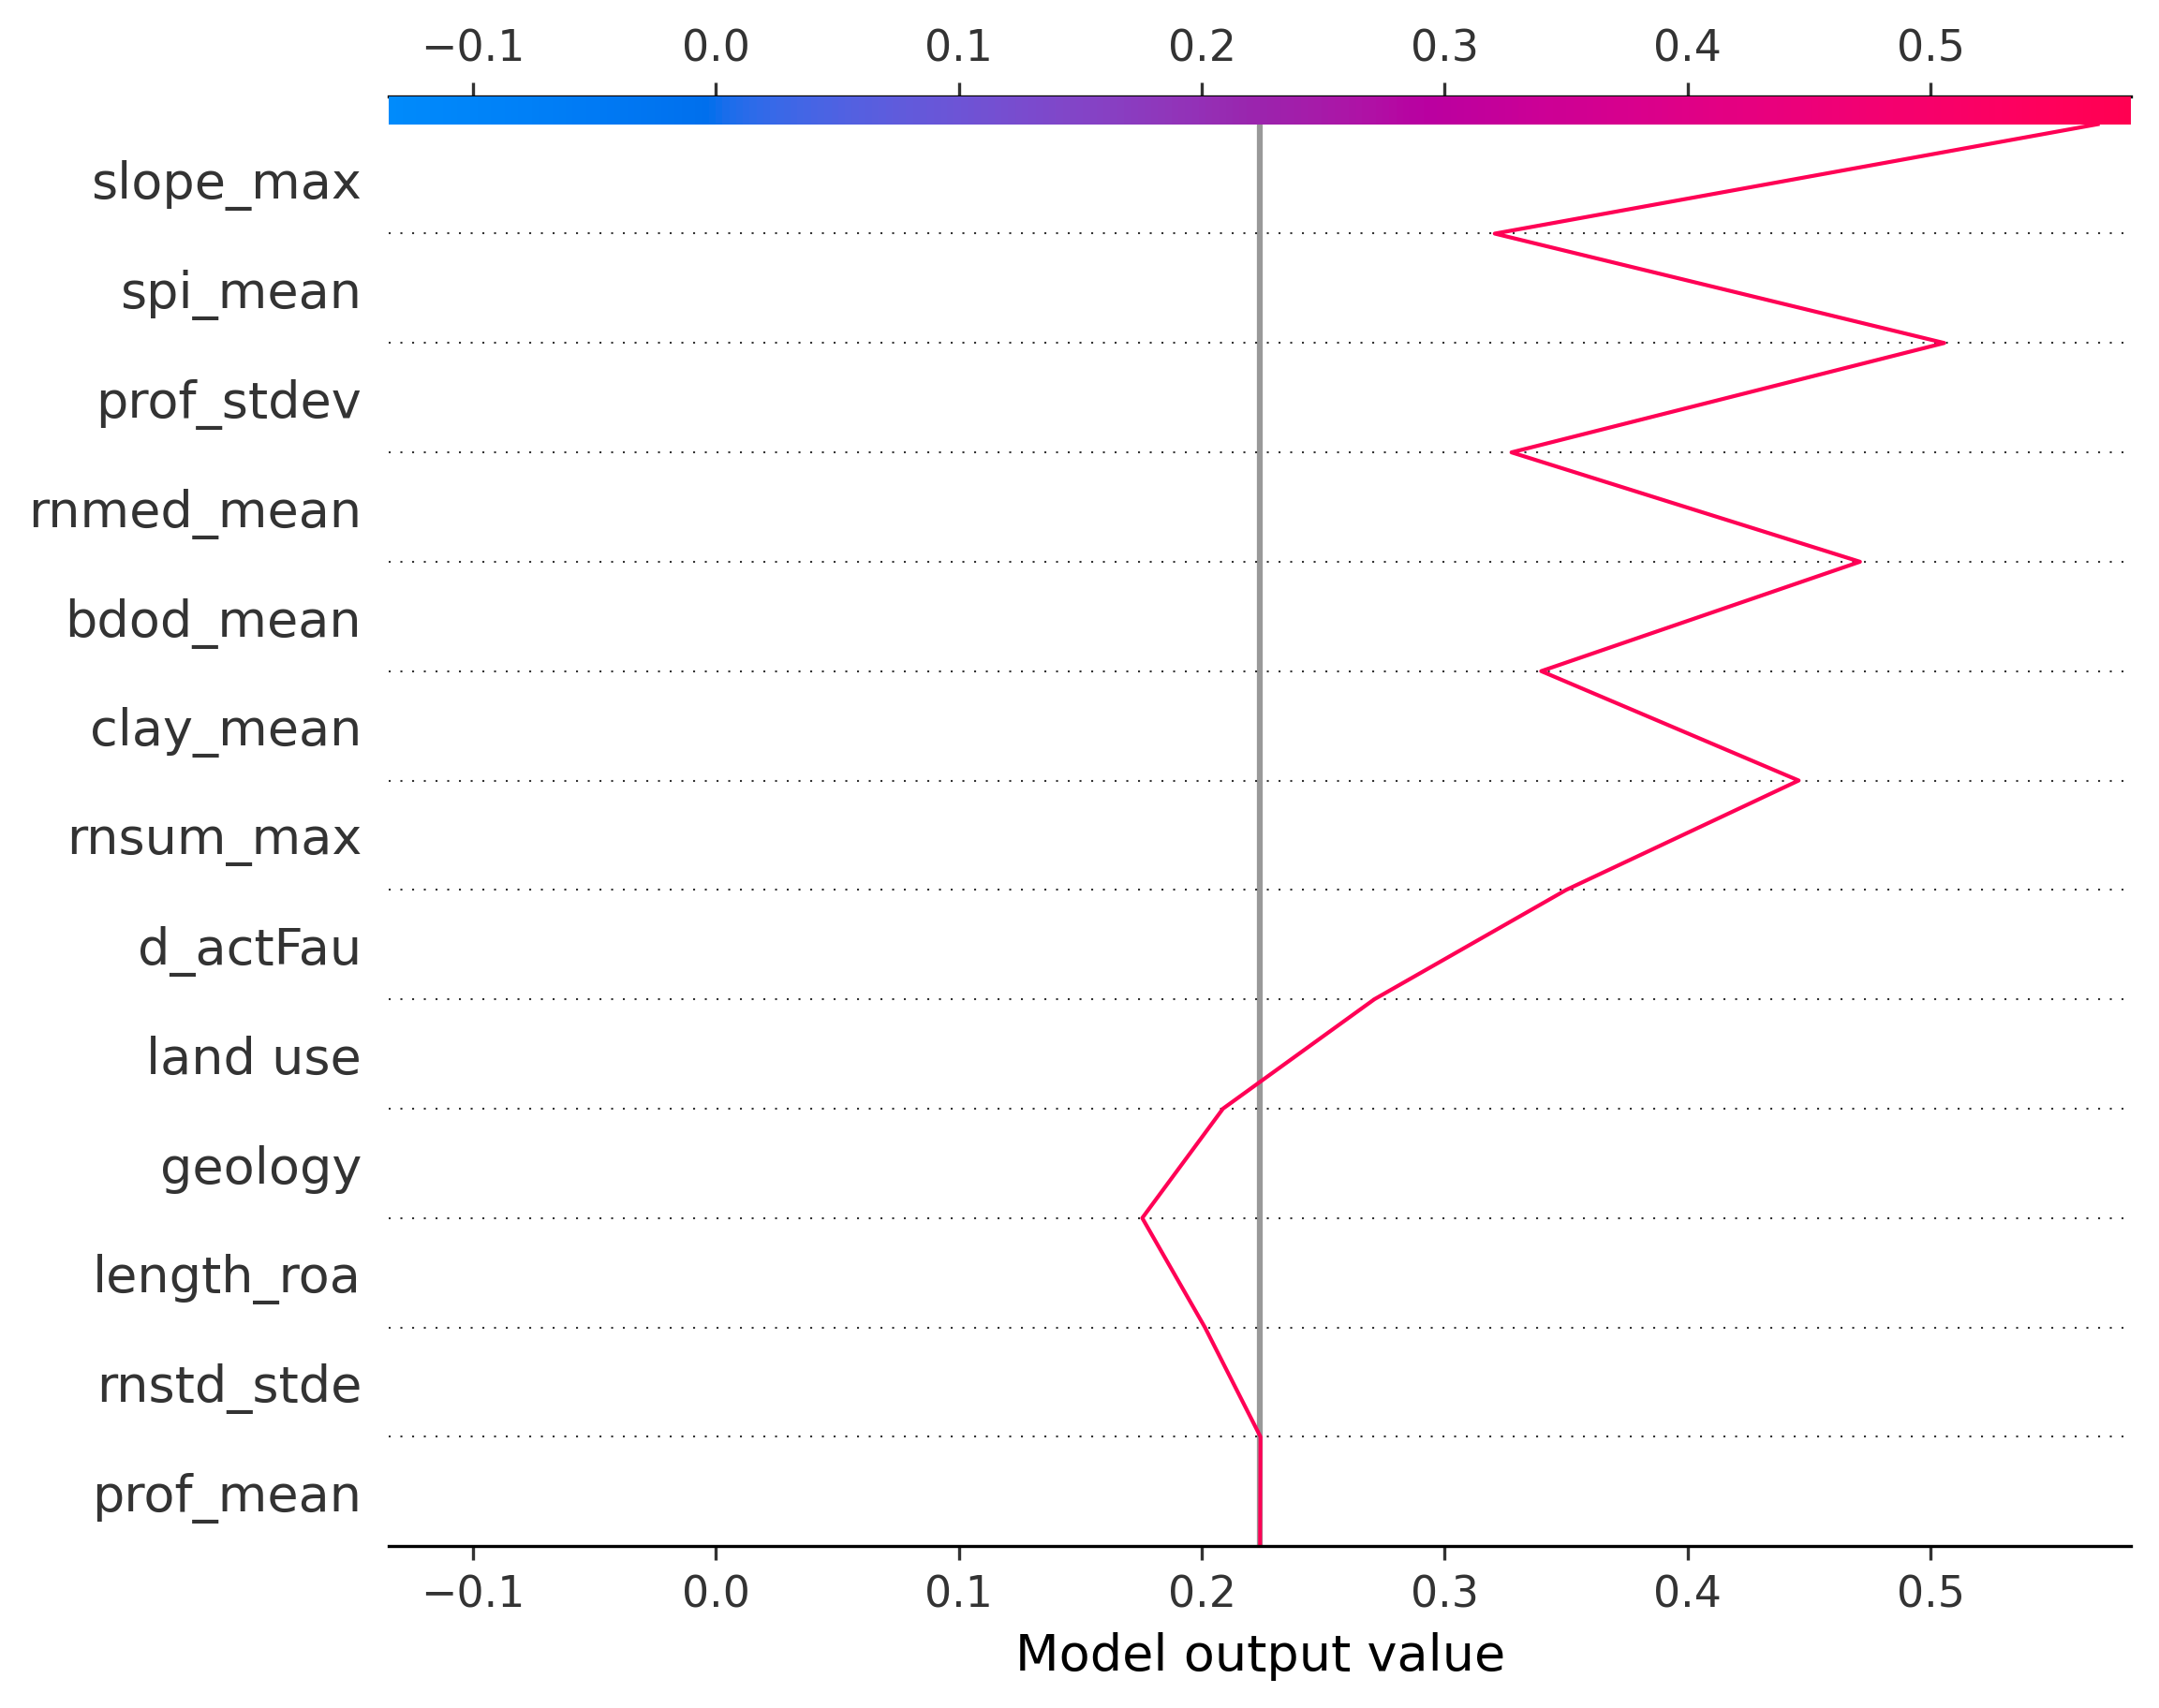 −0.1 0.0 0.1 0.2 0.3 0.4 0.5
slope_max
spi_mean
prof_stdev
rnmed_mean
bdod_mean
clay_mean
rnsum_max
d_actFau
land use
geology
length_roa
rnstd_stde
prof_mean
−0.1 0.0 0.1 0.2 0.3 0.4 0.5
Model output value